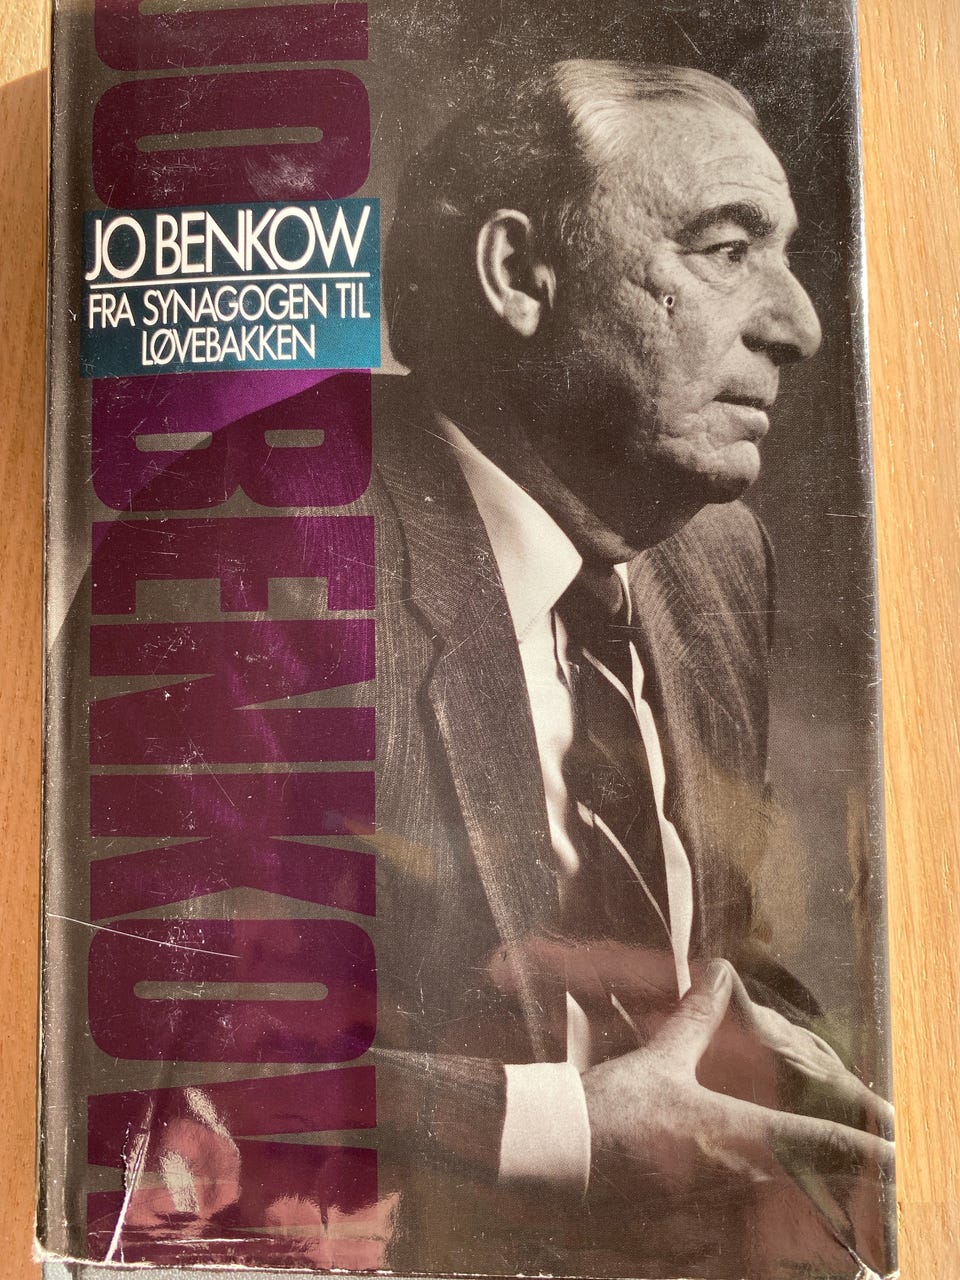 JO BENKOW
JO BENKOW
FRA SYNAGOGEN TIL
LØVEBAKKEN